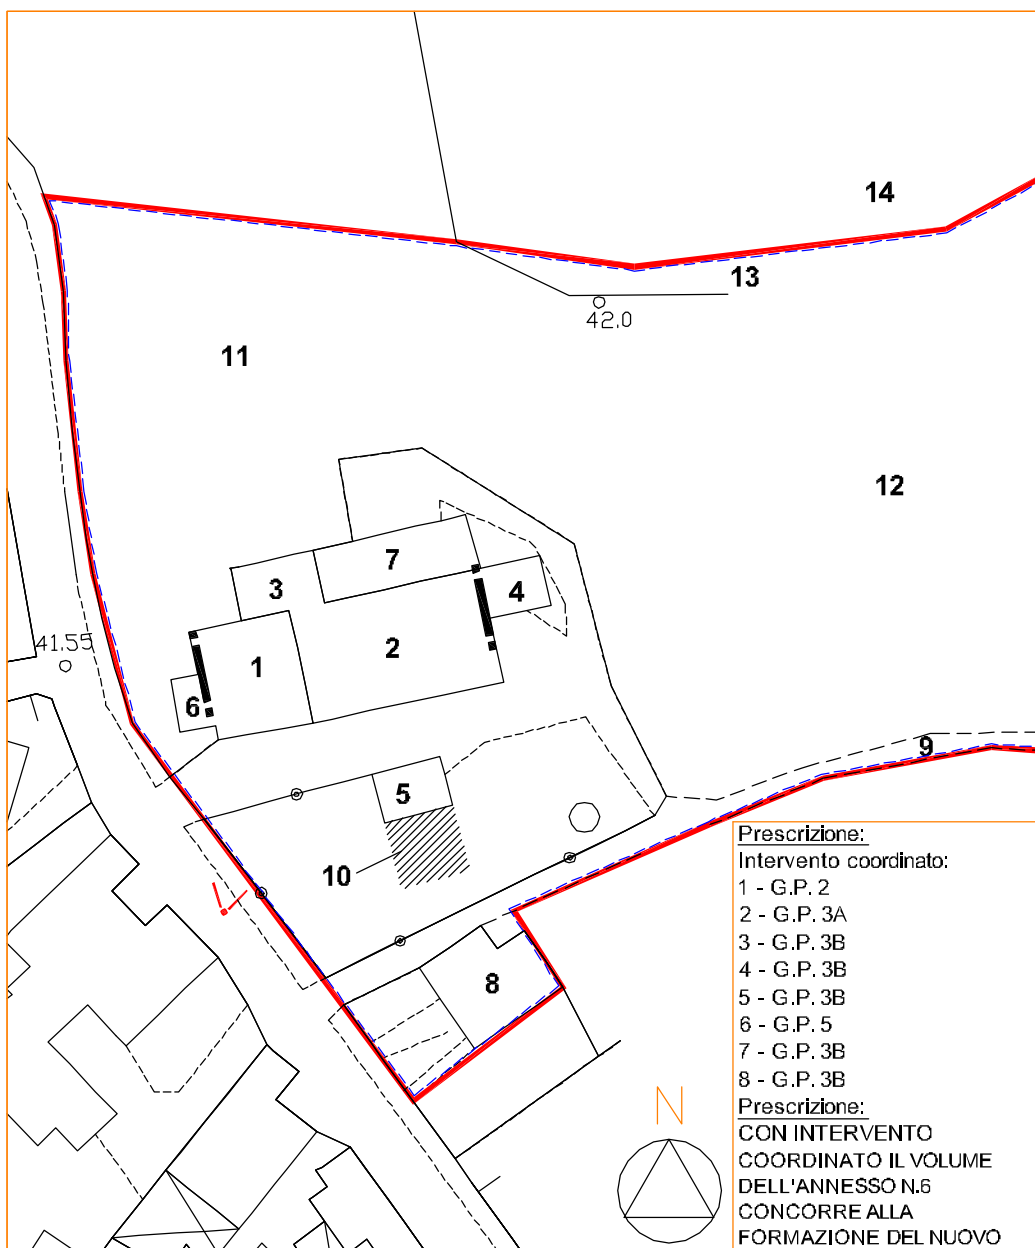 14
13
42.0
11
12
7
3
4
41.55
1
2
6
9
5
10
8
N
Prescrizione:
Intervento coordinato:
1 - G.P. 2
2 - G.P. 3A
3 - G.P. 3B
4 - G.P. 3B
5 - G.P. 3B
6 - G.P. 5
7 - G.P. 3B
8 - G.P. 3B
Prescrizione:
CON INTERVENTO
COORDINATO IL VOLUME
DELL'ANNESSO N.6
CONCORRE ALLA
FORMAZIONE DEL NUOVO